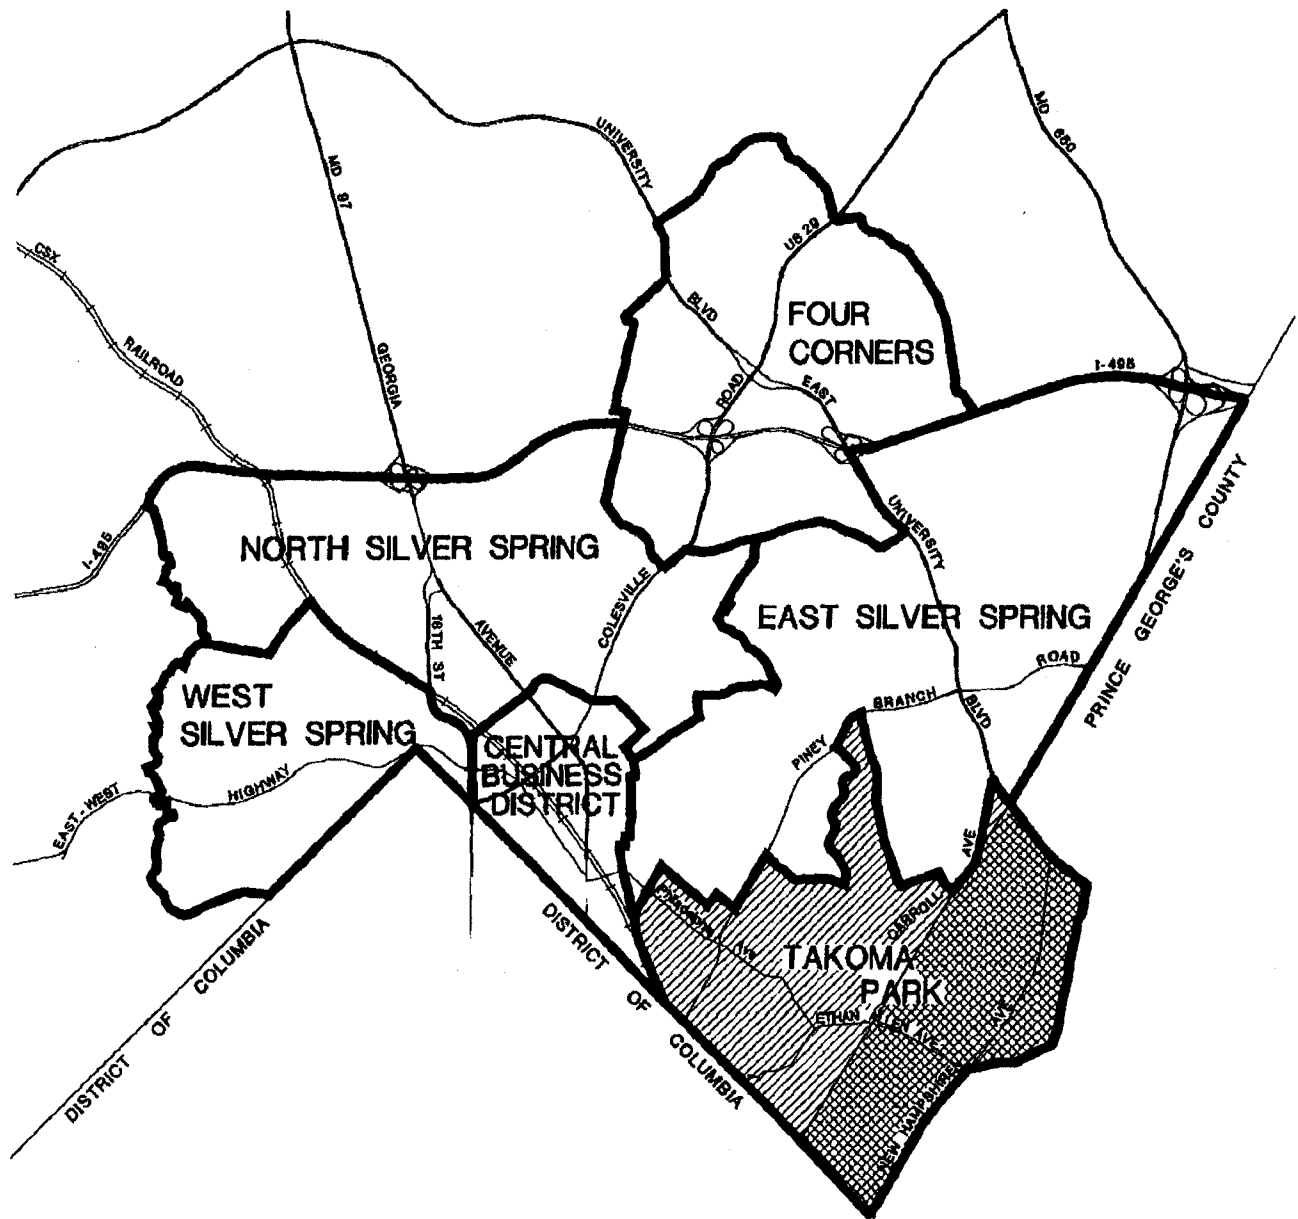 UNIVERSITY
MD 650
MD 97
US 29
CSX
BLVD
FOUR
CORNERS
RAILROAD
GEORGIA
I-495
ROAD
EAST
PRINCE GEORGE'S COUNTY
UNIVERSITY
I-495
NORTH SILVER SPRING
COLESVILLE
16TH ST
AVENUE
EAST SILVER SPRING
ROAD
WEST
SILVER SPRING
BRANCH
BLVD
PINEY
CENTRAL
BUSINESS
DISTRICT
HIGHWAY
EAST-WEST
AVE
Philadelphia Ave
CARROLL
DISTRICT OF COLUMBIA
DISTRICT OF COLUMBIA
TAKOMA
PARK
ETHAN ALLEN AVE
NEW HAMPSHIRE AVE